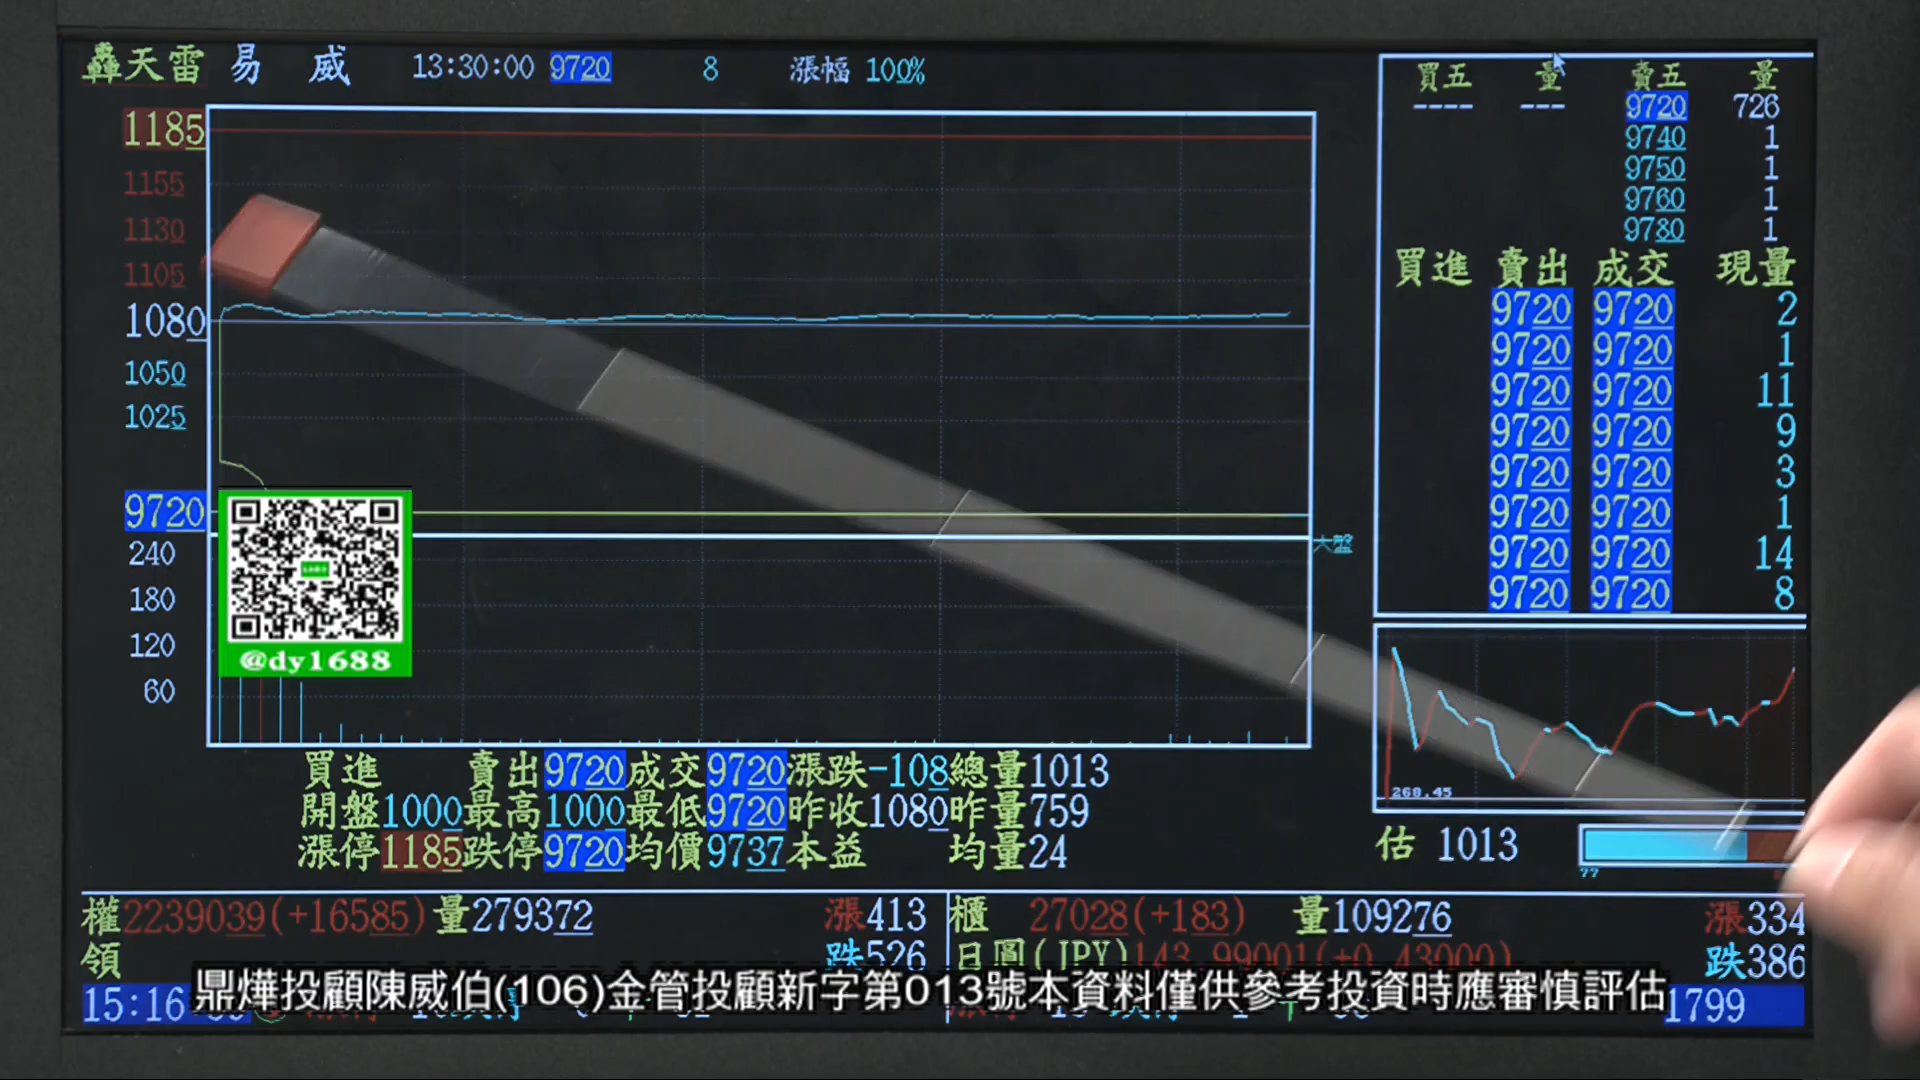 轟天雷 易 威 13:30:00 9720 8 漲幅 100%
1185
1155
1130
1105
1080
1050
1025
9720
240
180
120
60
大盤
@dy1688
買五 量 賣五 量
---- --- 9720 726
9740 1
9750 1
9760 1
9780 1
買進 賣出 成交 現量
9720 9720 2
9720 9720 1
9720 9720 11
9720 9720 9
9720 9720 3
9720 9720 1
9720 9720 14
9720 9720 8
268.45
估 1013
買進 賣出9720成交9720漲跌-108總量1013
開盤1000最高1000最低9720昨收1080昨量759
漲停1185跌停9720均價9737本益 均量24
權2239039(+16585)量279372 漲413 櫃 27028(+183) 量109276 漲334
領 跌526 日圓(JPY)143.99001(+0.43000) 跌386
15:16 1799
鼎燁投顧陳威伯(106)金管投顧新字第013號本資料僅供參考投資時應審慎評估